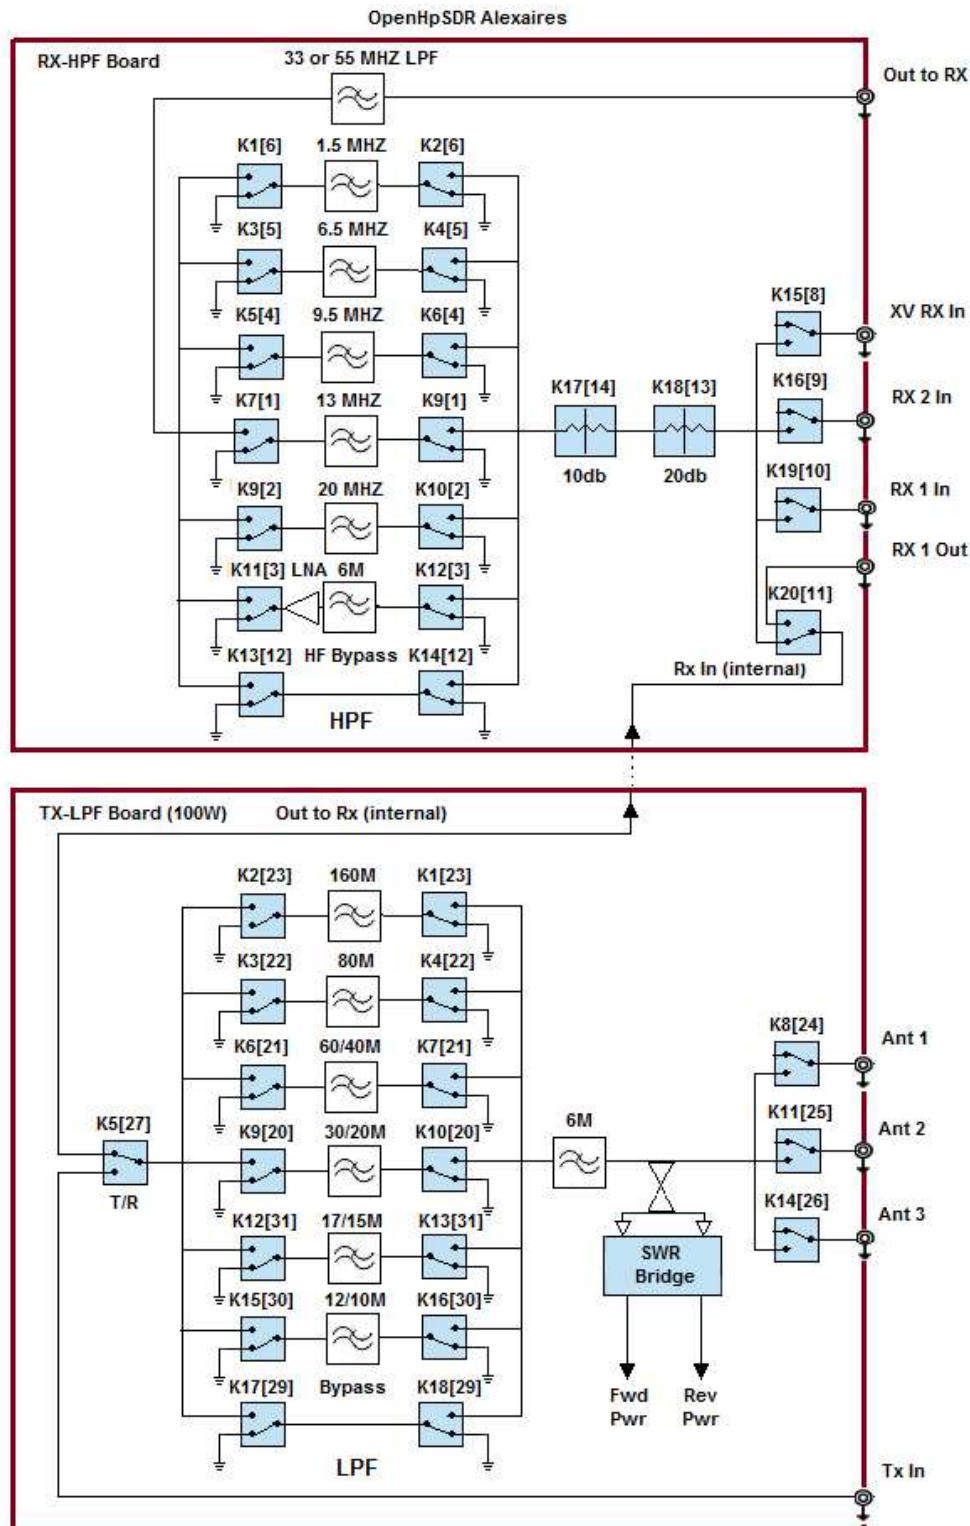 OpenHpSDR Alexaires
RX-HPF Board
33 or 55 MHZ LPF
Out to RX
K1[6] 1.5 MHZ K2[6]
K3[5] 6.5 MHZ K4[5]
K5[4] 9.5 MHZ K6[4]
K15[8]
XV RX In
K7[1] 13 MHZ K9[1]
K17[14] K18[13]
K16[9]
RX 2 In
10db 20db
K9[2] 20 MHZ K10[2]
K19[10]
RX 1 In
RX 1 Out
K11[3] LNA 6M K12[3]
K20[11]
K13[12] HF Bypass K14[12]
Rx In (internal)
HPF
TX-LPF Board (100W) Out to Rx (internal)
K2[23] 160M K1[23]
K3[22] 80M K4[22]
K8[24]
Ant 1
K6[21] 60/40M K7[21]
K5[27]
T/R
K9[20] 30/20M K10[20]
6M
K11[25]
Ant 2
K12[31] 17/15M K13[31]
K14[26]
Ant 3
SWR
Bridge
K15[30] 12/10M K16[30]
K17[29] Bypass K18[29]
Fwd Rev
Pwr Pwr
LPF
Tx In